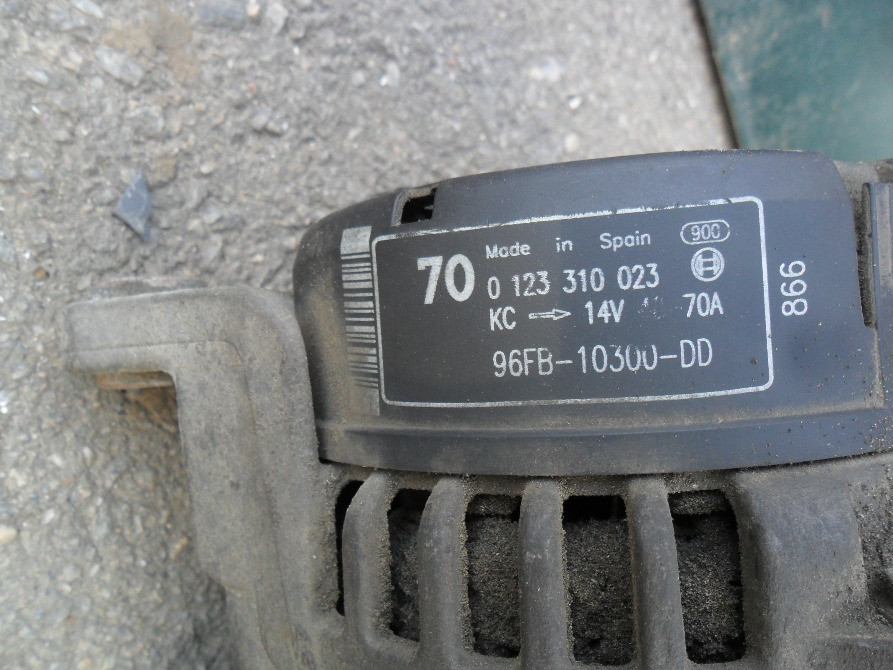 Made in Spain 900
70 0 123 310 023
KC → 14V 70A
96FB-10300-DD
866